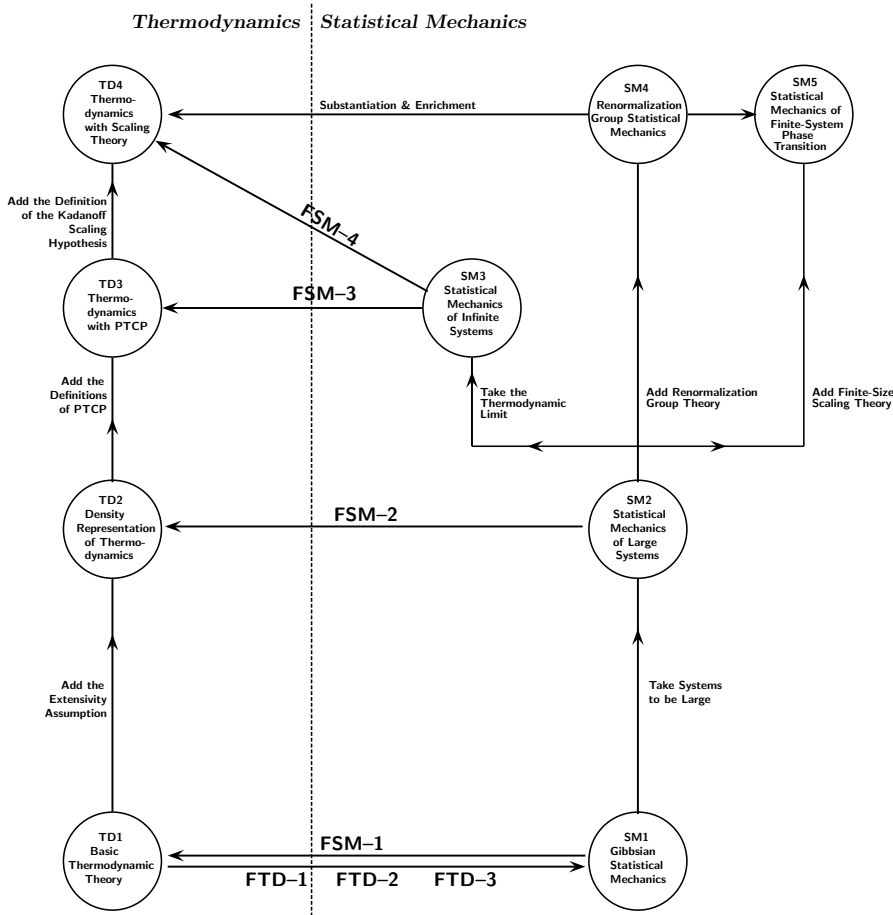 Thermodynamics
Statistical Mechanics
TD4
Thermo-
dynamics
with Scaling
Theory
Substantiation & Enrichment
SM4
Renormalization
Group Statistical
Mechanics
SM5
Statistical
Mechanics of
Finite-System
Phase
Transition
Add the Definition
of the Kadanoff
Scaling
Hypothesis
FSM–4
TD3
Thermo-
dynamics
with PTCP
FSM–3
SM3
Statistical
Mechanics
of Infinite
Systems
Add the
Definitions
of PTCP
Take the
Thermodynamic
Limit
Add Renormalization
Group Theory
Add Finite-Size
Scaling Theory
TD2
Density
Representation
of Thermo-
dynamics
FSM–2
SM2
Statistical
Mechanics
of Large
Systems
Add the
Extensivity
Assumption
Take Systems
to be Large
TD1
Basic
Thermodynamic
Theory
FSM–1
FTD–1
FTD–2
FTD–3
SM1
Gibbsian
Statistical
Mechanics